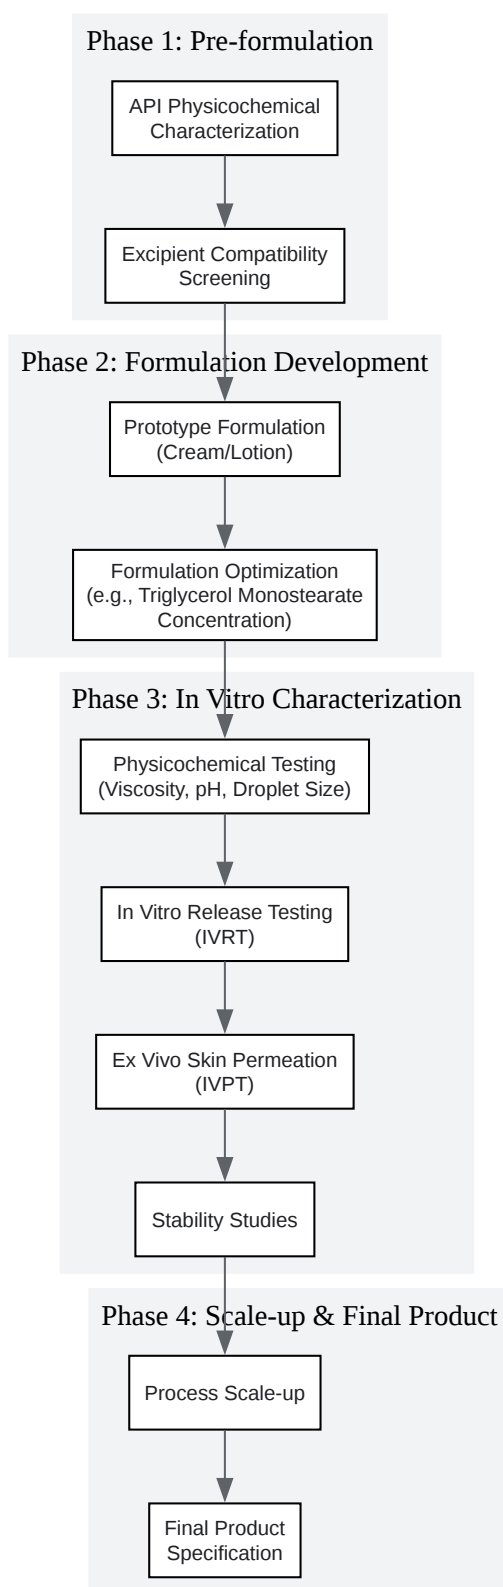 Phase 1: Pre-formulation
API Physicochemical
Characterization
Excipient Compatibility
Screening
Phase 2: Formulation Development
Prototype Formulation
(Cream/Lotion)
Formulation Optimization
(e.g., Triglycerol Monostearate
Concentration)
Phase 3: In Vitro Characterization
Physicochemical Testing
(Viscosity, pH, Droplet Size)
In Vitro Release Testing
(IVRT)
Ex Vivo Skin Permeation
(IVPT)
Stability Studies
Phase 4: Scale-up & Final Product
Process Scale-up
Final Product
Specification